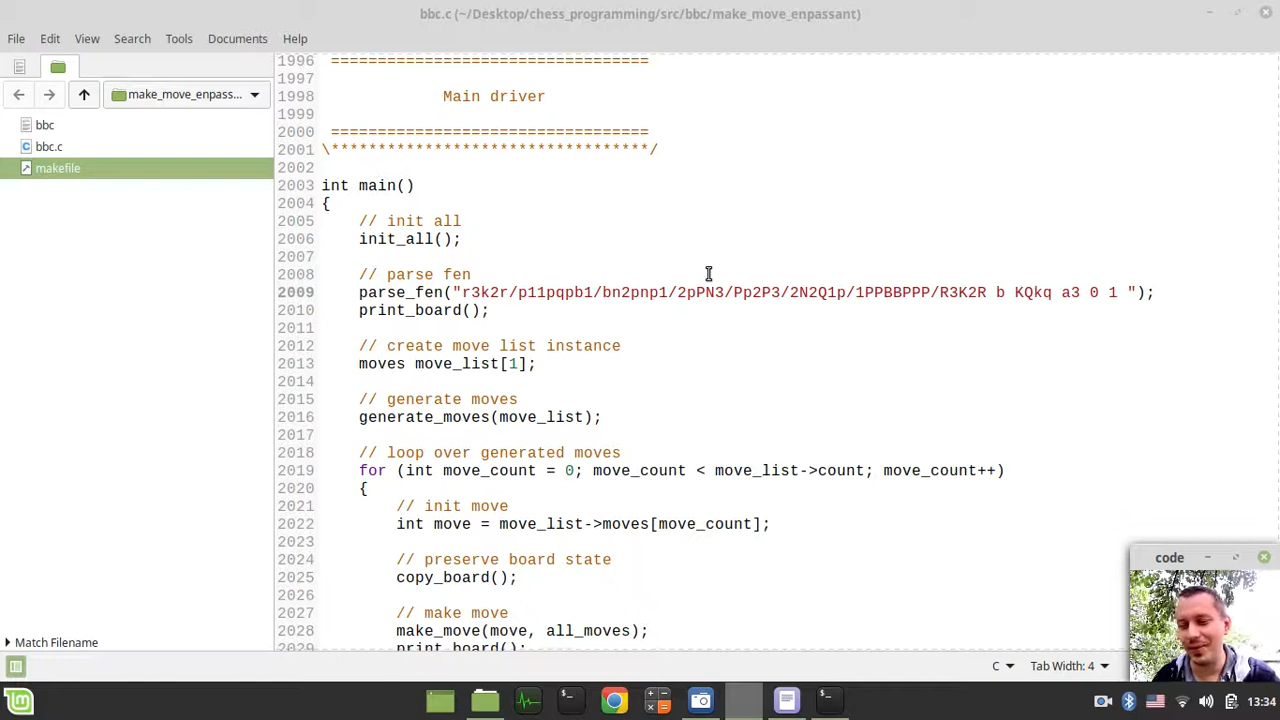 bbc.c (~/Desktop/chess_programming/src/bbc/make_move_enpassant)
File Edit View Search Tools Documents Help
make_move_enpass...
bbc
bbc.c
makefile
Match Filename
1996 =================================
1997
1998 Main driver
1999
2000 =================================
2001 \*********************************/
2002
2003 int main()
2004 {
2005 // init all
2006 init_all();
2007
2008 // parse fen
2009 parse_fen("r3k2r/p11pqpb1/bn2pnp1/2pPN3/Pp2P3/2N2Q1p/1PPBBPPP/R3K2R b KQkq a3 0 1 ");
2010 print_board();
2011
2012 // create move list instance
2013 moves move_list[1];
2014
2015 // generate moves
2016 generate_moves(move_list);
2017
2018 // loop over generated moves
2019 for (int move_count = 0; move_count < move_list->count; move_count++)
2020 {
2021 // init move
2022 int move = move_list->moves[move_count];
2023
2024 // preserve board state
2025 copy_board();
2026
2027 // make move
2028 make_move(move, all_moves);
2029 print_board();
code
C Tab Width: 4
13:34